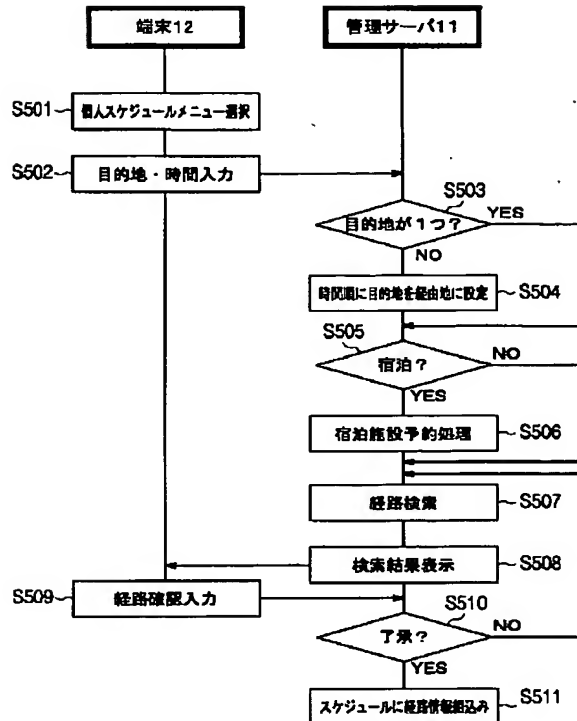 端末12
管理サーバ11
S501
個人スケジュールメニュー選択
S502
目的地・時間入力
S503
目的地が1つ?
YES
NO
時間順に目的地を経由地に設定
S504
S505
宿泊?
NO
YES
宿泊施設予約処理
S506
経路検索
S507
検索結果表示
S508
S509
経路確認入力
S510
了承?
NO
YES
スケジュールに経路情報組込み
S511